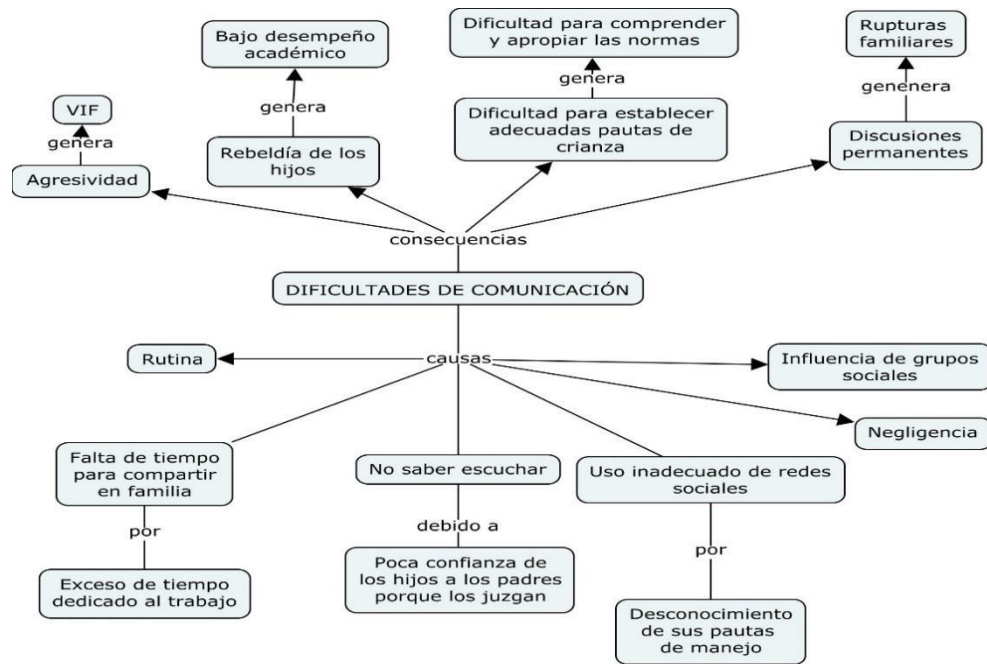 Bajo desempeño
académico
Dificultad para comprender
y apropiar las normas
Rupturas
familiares
genera
genera
genenera
VIF
genera
Agresividad
Rebeldía de los
hijos
Dificultad para establecer
adecuadas pautas de
crianza
Discusiones
permanentes
consecuencias
DIFICULTADES DE COMUNICACIÓN
causas
Rutina
Influencia de grupos
sociales
Negligencia
Falta de tiempo
para compartir
en familia
No saber escuchar
Uso inadecuado de redes
sociales
por
debido a
por
Exceso de tiempo
dedicado al trabajo
Poca confianza de
los hijos a los padres
porque los juzgan
Desconocimiento
de sus pautas
de manejo